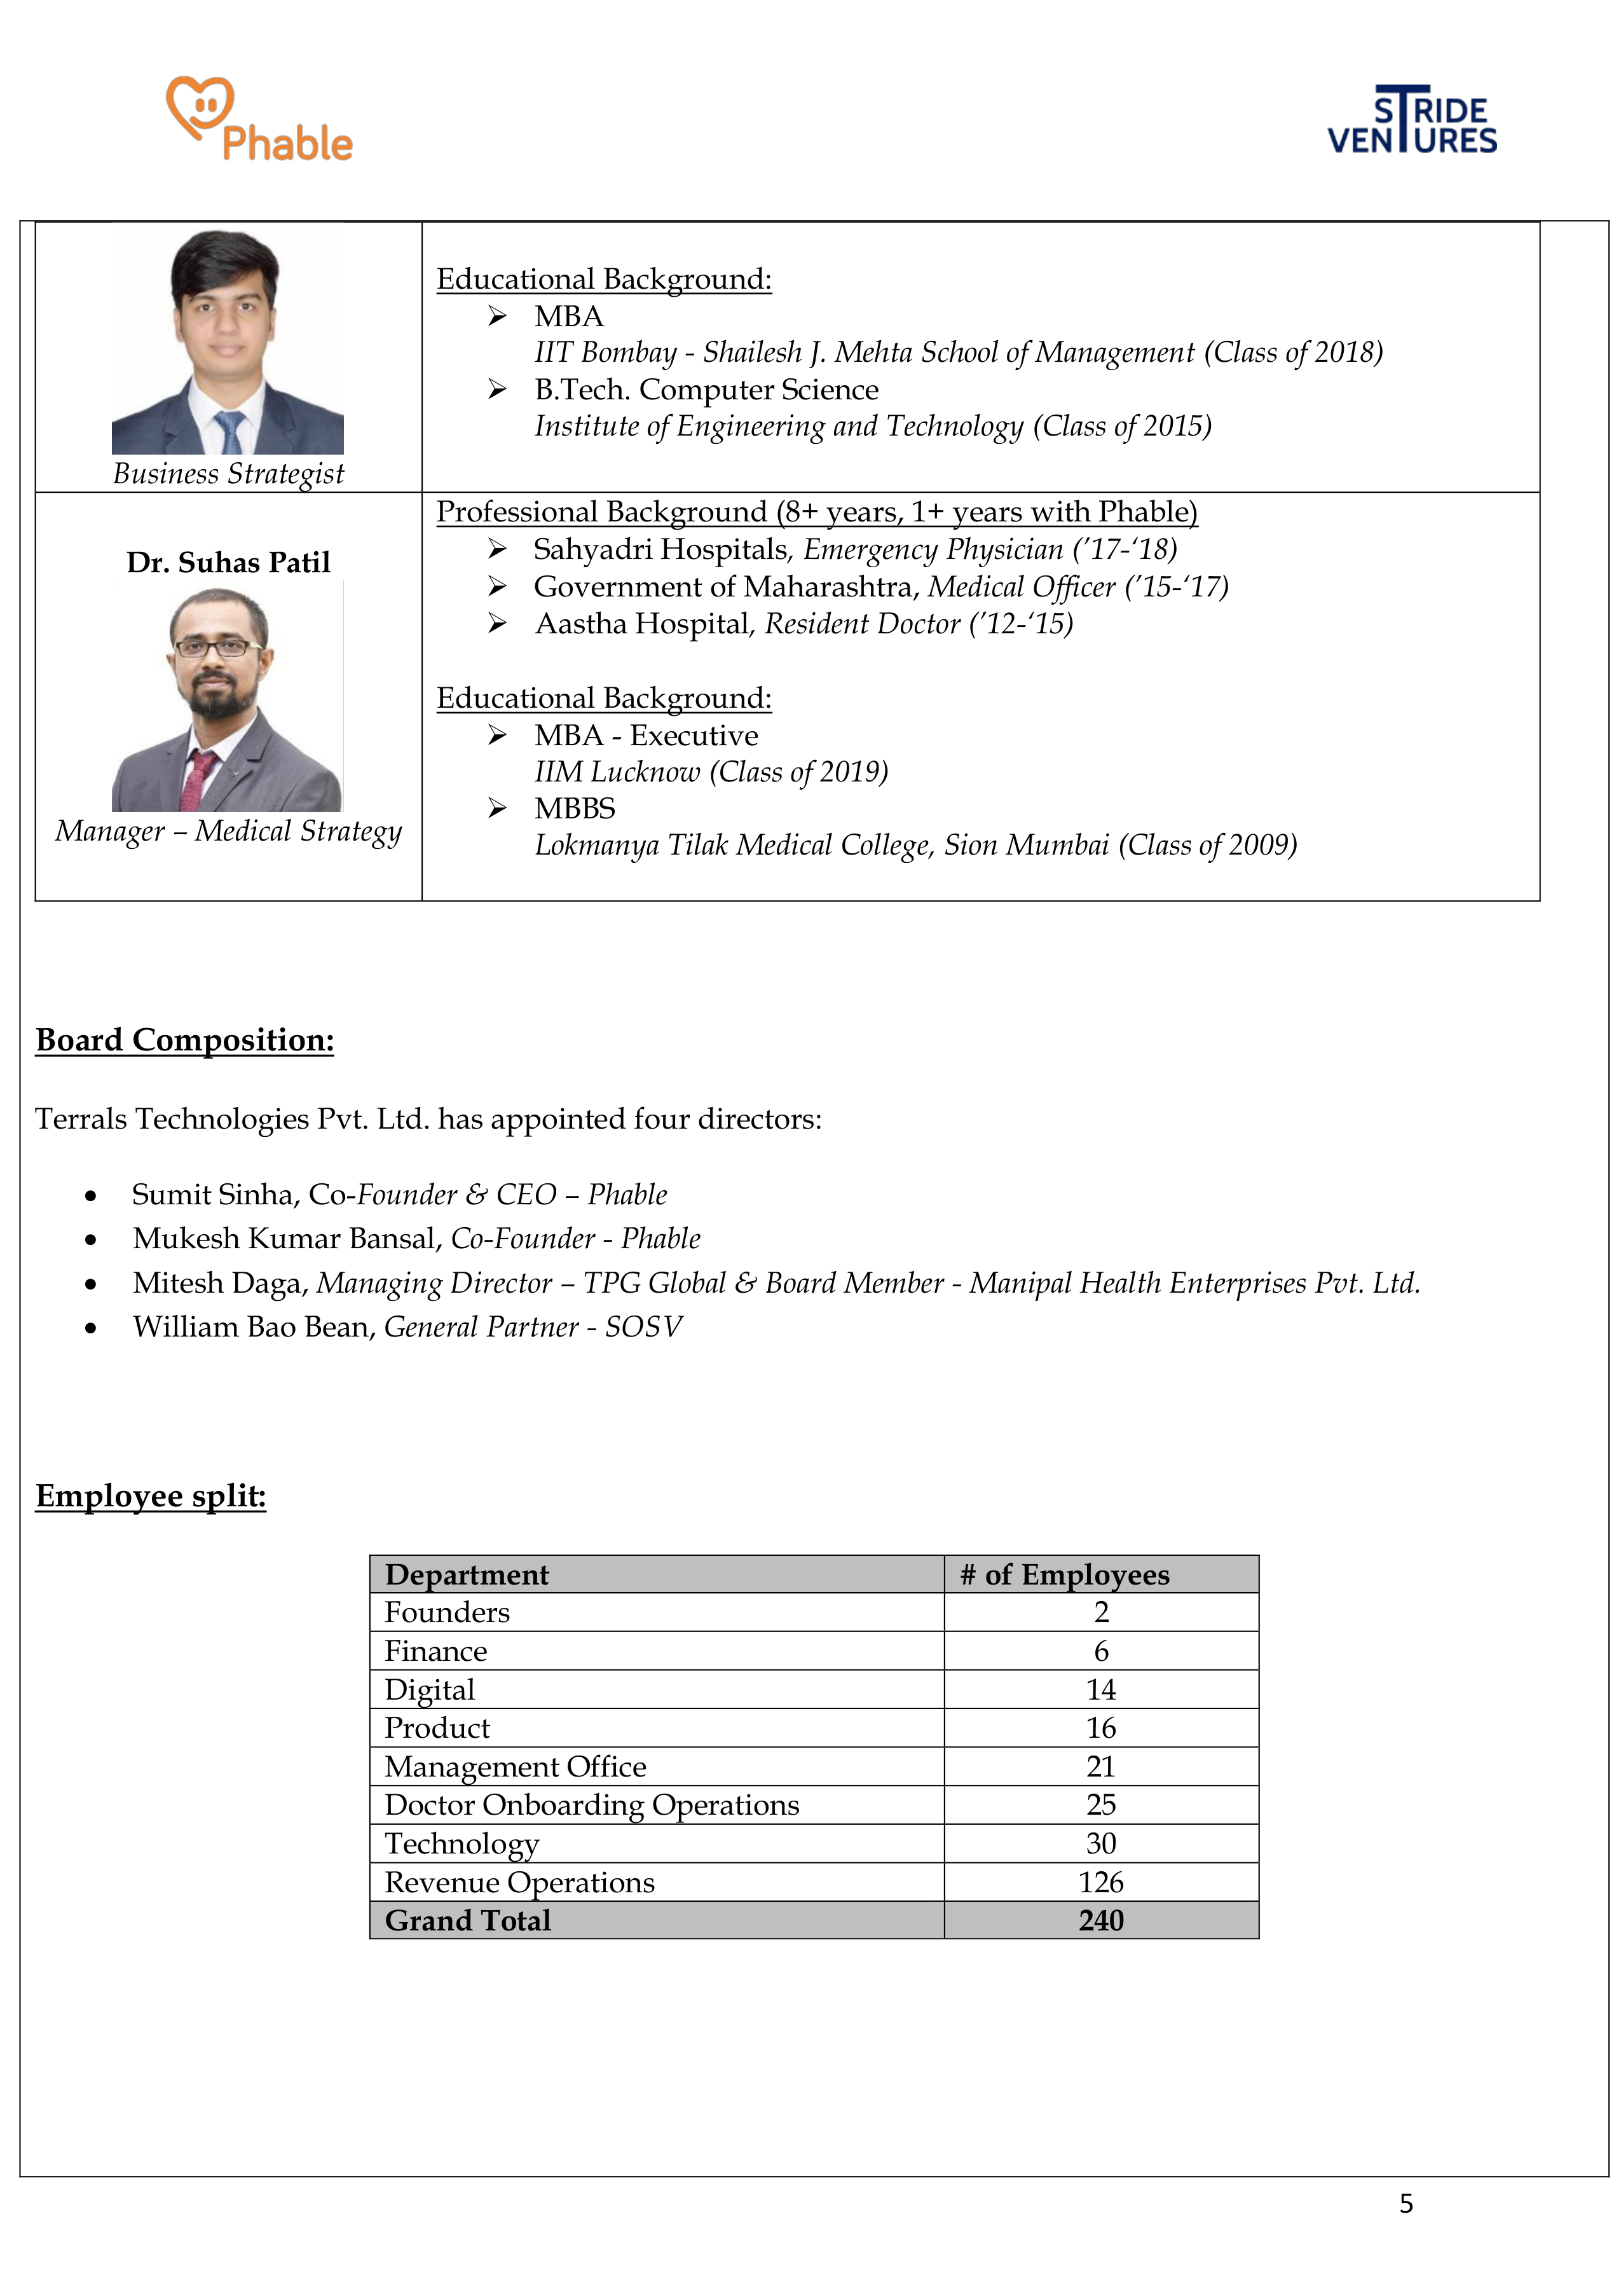 Phable
STRIDE
VENTURES
Business Strategist
Educational Background:
➢ MBA
IIT Bombay - Shailesh J. Mehta School of Management (Class of 2018)
➢ B.Tech. Computer Science
Institute of Engineering and Technology (Class of 2015)
Dr. Suhas Patil
Manager – Medical Strategy
Professional Background (8+ years, 1+ years with Phable)
➢ Sahyadri Hospitals, Emergency Physician (’17-‘18)
➢ Government of Maharashtra, Medical Officer (’15-‘17)
➢ Aastha Hospital, Resident Doctor (’12-‘15)
Educational Background:
➢ MBA - Executive
IIM Lucknow (Class of 2019)
➢ MBBS
Lokmanya Tilak Medical College, Sion Mumbai (Class of 2009)
Board Composition:
Terrals Technologies Pvt. Ltd. has appointed four directors:
• Sumit Sinha, Co-Founder & CEO – Phable
• Mukesh Kumar Bansal, Co-Founder - Phable
• Mitesh Daga, Managing Director – TPG Global & Board Member - Manipal Health Enterprises Pvt. Ltd.
• William Bao Bean, General Partner - SOSV
Employee split:
Department # of Employees
Founders 2
Finance 6
Digital 14
Product 16
Management Office 21
Doctor Onboarding Operations 25
Technology 30
Revenue Operations 126
Grand Total 240
5